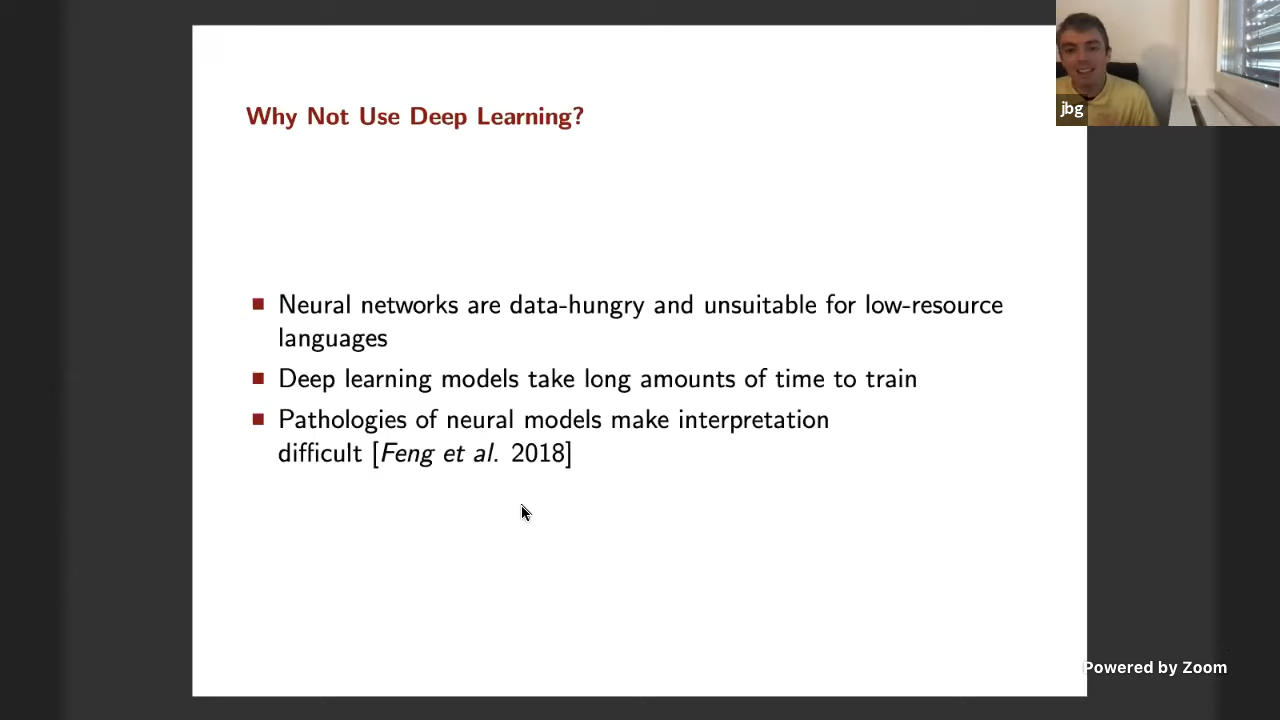 jbg
Why Not Use Deep Learning?
Neural networks are data-hungry and unsuitable for low-resource
languages
Deep learning models take long amounts of time to train
Pathologies of neural models make interpretation
difficult [Feng et al. 2018]
Powered by Zoom